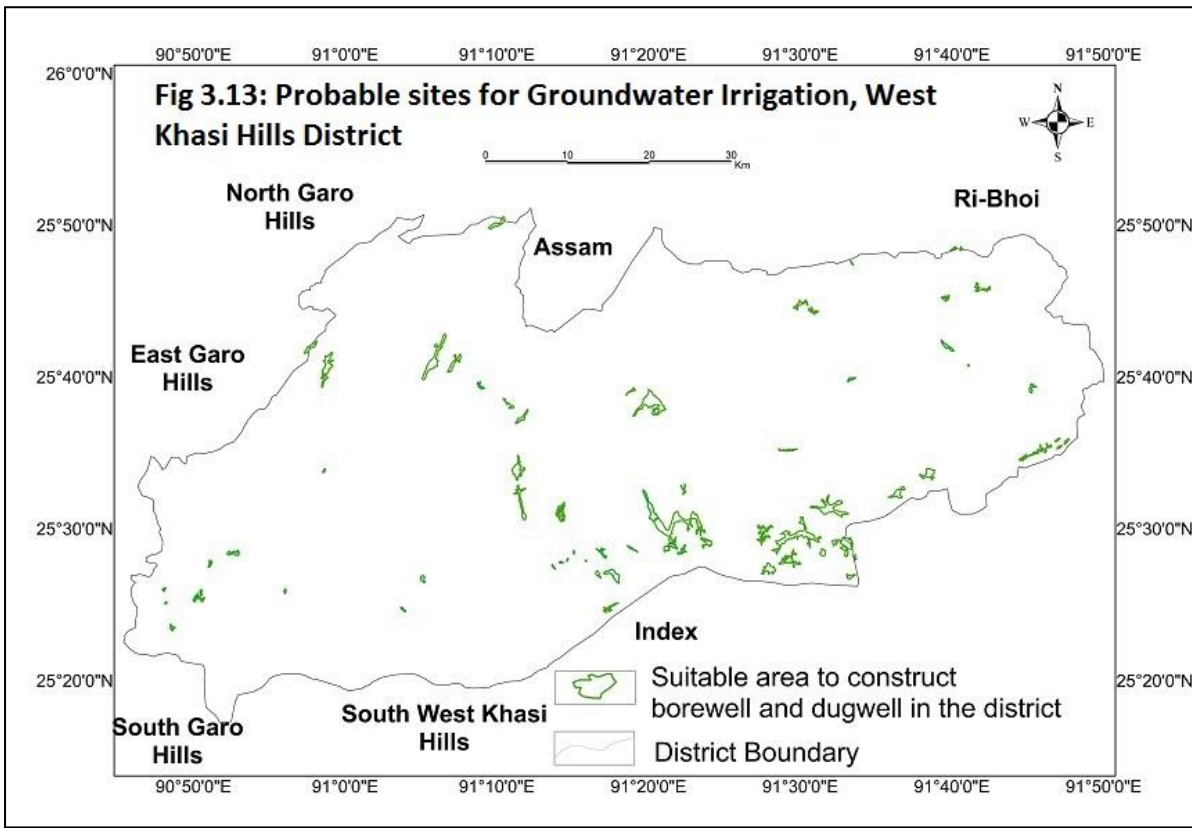 90°50'0"E 91°0'0"E 91°10'0"E 91°20'0"E 91°30'0"E 91°40'0"E 91°50'0"E
26°0'0"N
Fig 3.13: Probable sites for Groundwater Irrigation, West
Khasi Hills District
N
W E
S
0 10 20 30
Km
North Garo
Hills
Ri-Bhoi
25°50'0"N 25°50'0"N
Assam
East Garo
Hills
25°40'0"N 25°40'0"N
25°30'0"N 25°30'0"N
Index
Suitable area to construct
borewell and dugwell in the district
25°20'0"N 25°20'0"N
South West Khasi
Hills
South Garo
Hills
District Boundary
90°50'0"E 91°0'0"E 91°10'0"E 91°20'0"E 91°30'0"E 91°40'0"E 91°50'0"E